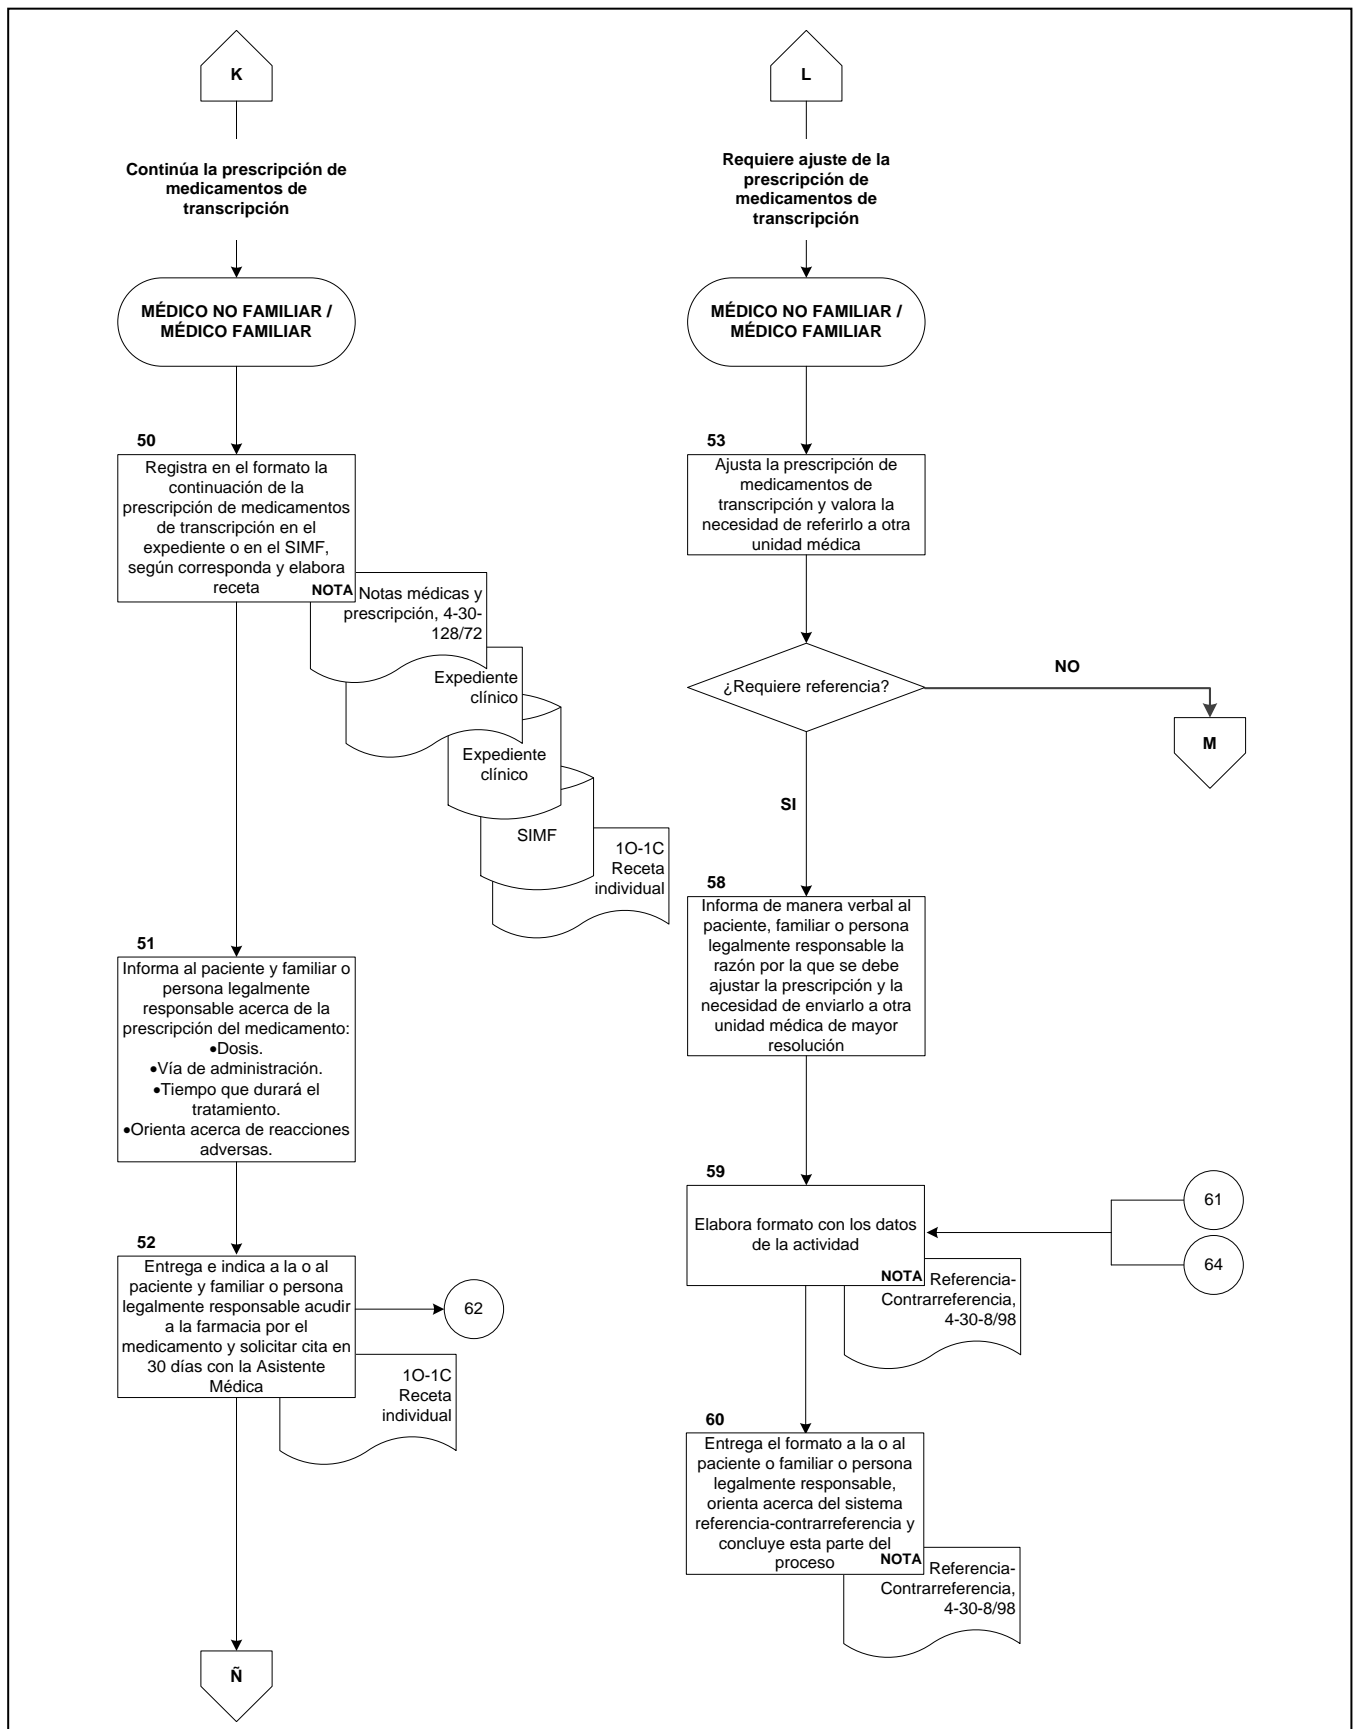 K
Continúa la prescripción de
medicamentos de
transcripción
MÉDICO NO FAMILIAR /
MÉDICO FAMILIAR
50
Registra en el formato la
continuación de la
prescripción de medicamentos
de transcripción en el
expediente o en el SIMF,
según corresponda y elabora
receta
NOTA
Notas médicas y
prescripción, 4-30-
128/72
Expediente
clínico
Expediente
clínico
SIMF
1O-1C
Receta
individual
51
Informa al paciente y familiar o
persona legalmente
responsable acerca de la
prescripción del medicamento:
•Dosis.
•Vía de administración.
•Tiempo que durará el
tratamiento.
•Orienta acerca de reacciones
adversas.
52
Entrega e indica a la o al
paciente y familiar o persona
legalmente responsable acudir
a la farmacia por el
medicamento y solicitar cita en
30 días con la Asistente
Médica
62
1O-1C
Receta
individual
Ñ
L
Requiere ajuste de la
prescripción de
medicamentos de
transcripción
MÉDICO NO FAMILIAR /
MÉDICO FAMILIAR
53
Ajusta la prescripción de
medicamentos de
transcripción y valora la
necesidad de referirlo a otra
unidad médica
¿Requiere referencia?
NO
M
SI
58
Informa de manera verbal al
paciente, familiar o persona
legalmente responsable la
razón por la que se debe
ajustar la prescripción y la
necesidad de enviarlo a otra
unidad médica de mayor
resolución
59
Elabora formato con los datos
de la actividad
NOTA
Referencia-
Contrarreferencia,
4-30-8/98
61
64
60
Entrega el formato a la o al
paciente o familiar o persona
legalmente responsable,
orienta acerca del sistema
referencia-contrarreferencia y
concluye esta parte del
proceso
NOTA
Referencia-
Contrarreferencia,
4-30-8/98